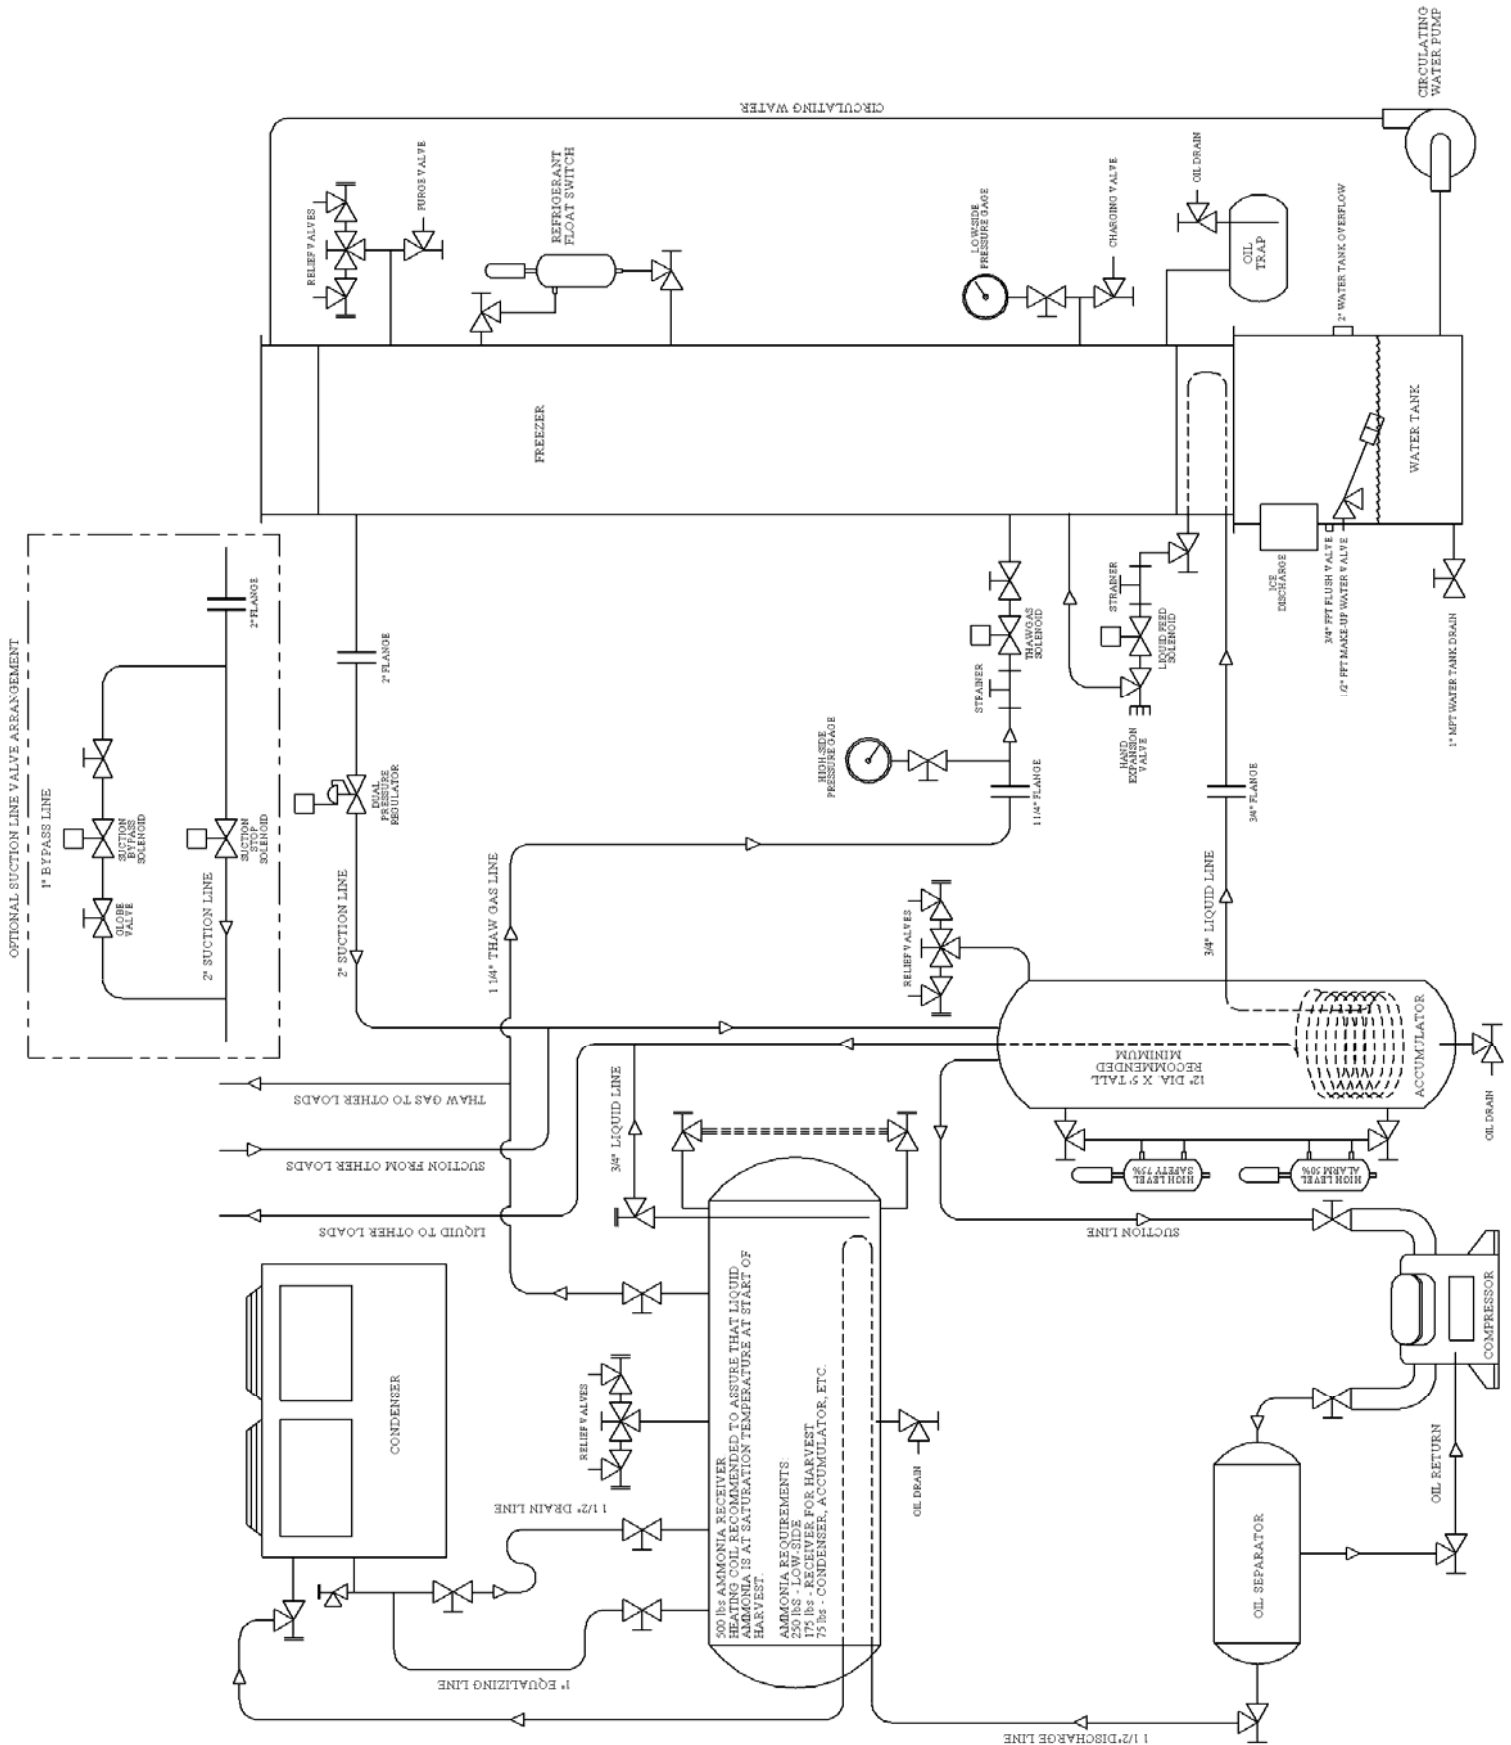 OPTIONAL SUCTION LINE VALVE ARRANGEMENT
1" BYPASS LINE
GLOBE
VALVE
SUCTION
BYPASS
SOLENOID
2" SUCTION LINE
SUCTION
STOP
SOLENOID
2" FLANGE
THAW GAS TO OTHER LOADS
SUCTION FROM OTHER LOADS
LIQUID TO OTHER LOADS
2" SUCTION LINE
DUAL
PRESSURE
REGULATOR
2" FLANGE
FREEZER
RELIEF VALVES
PURGE VALVE
REFRIGERANT
FLOAT SWITCH
CIRCULATING WATER
CIRCULATING
WATER PUMP
LOW-SIDE
PRESSURE GAGE
CHARGING VALVE
OIL DRAIN
OIL
TRAP
2" WATER TANK OVERFLOW
WATER TANK
ICE
DISCHARGE
3/4" FPT FLUSH VALVE
1/2" FPT MAKE-UP WATER VALVE
1" MPT WATER TANK DRAIN
1 1/4" THAW GAS LINE
HIGH-SIDE
PRESSURE GAGE
1 1/4" FLANGE
STRAINER
THAW GAS
SOLENOID
HAND
EXPANSION
VALVE
LIQUID FEED
SOLENOID
STRAINER
3/4" LIQUID LINE
3/4" FLANGE
RELIEF VALVES
12" DIA. X 5' TALL
RECOMMENDED
MINIMUM
ACCUMULATOR
OIL DRAIN
HIGH LEVEL
SAFETY 75%
HIGH LEVEL
ALARM 50%
SUCTION LINE
3/4" LIQUID LINE
CONDENSER
RELIEF VALVES
1 1/2" DRAIN LINE
1" EQUALIZING LINE
500 lbs AMMONIA RECEIVER
HEATING COIL RECOMMENDED TO ASSURE THAT LIQUID
AMMONIA IS AT SATURATION TEMPERATURE AT START OF
HARVEST.
AMMONIA REQUIREMENTS:
250 lbS - LOW-SIDE
175 lbs - RECEIVER FOR HARVEST
75 lbs - CONDENSER, ACCUMULATOR, ETC.
OIL DRAIN
1 1/2" DISCHARGE LINE
OIL SEPARATOR
OIL RETURN
COMPRESSOR